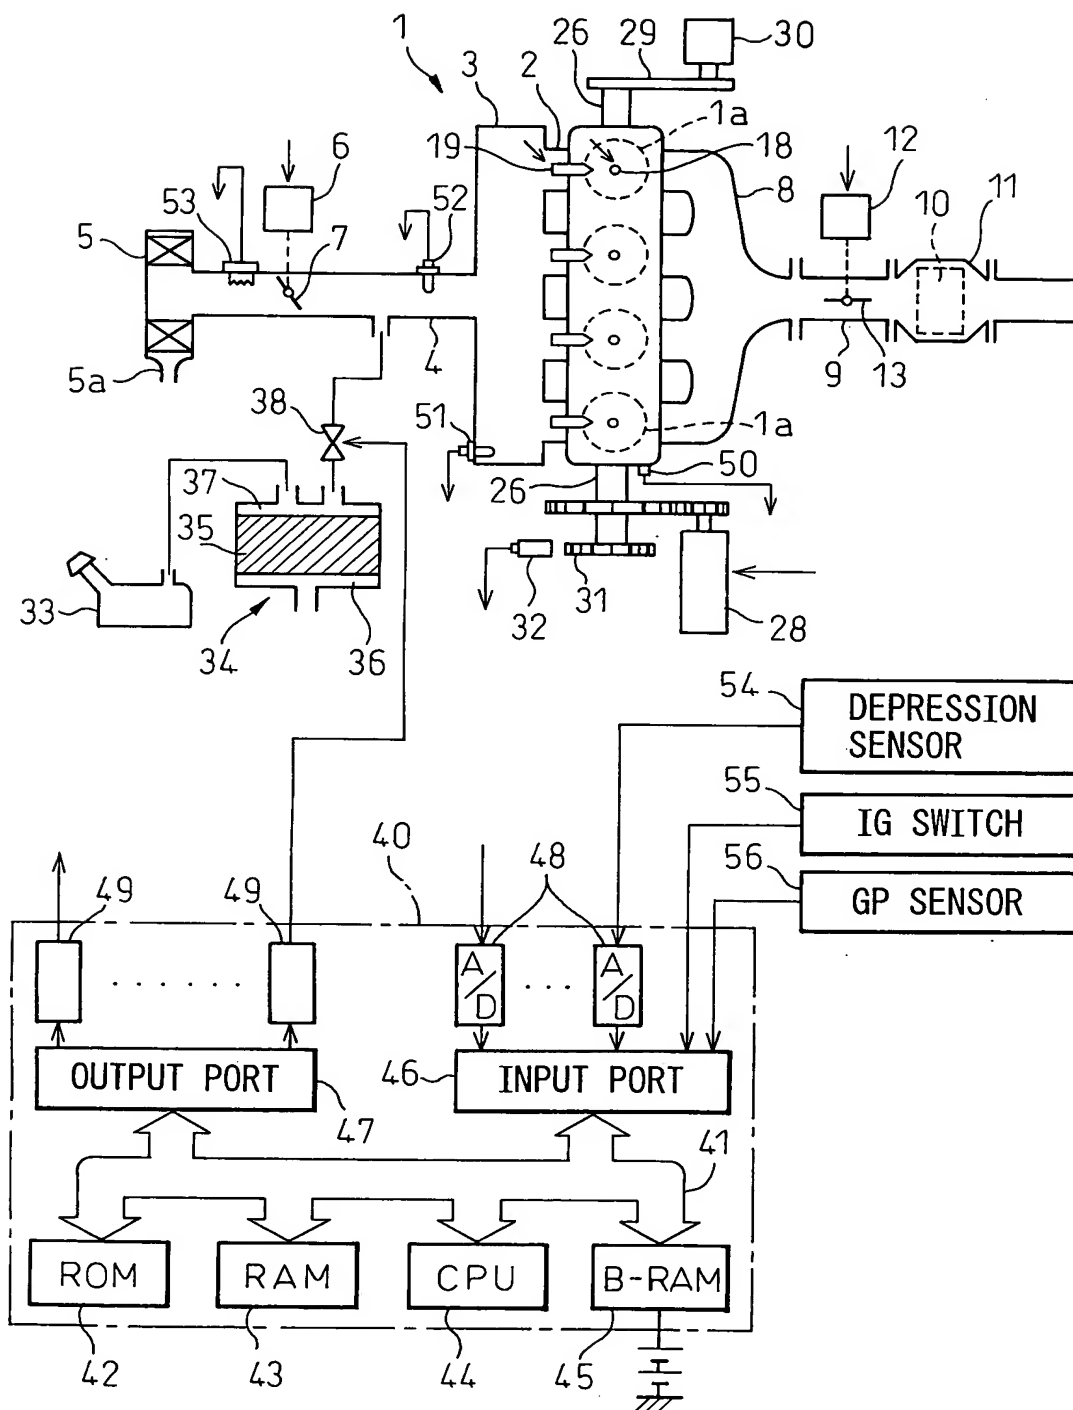 1
3
2
26
29
30
1a
19
18
12
8
11
10
6
53
52
5
7
5a
4
9
13
38
51
1a
50
26
37
35
33
34
36
32
31
28
54
DEPRESSION
SENSOR
55
IG SWITCH
56
GP SENSOR
40
48
49
49
A/D
. . .
A/D
. . . . . . .
OUTPUT PORT
46
INPUT PORT
47
41
ROM
RAM
CPU
B-RAM
42
43
44
45